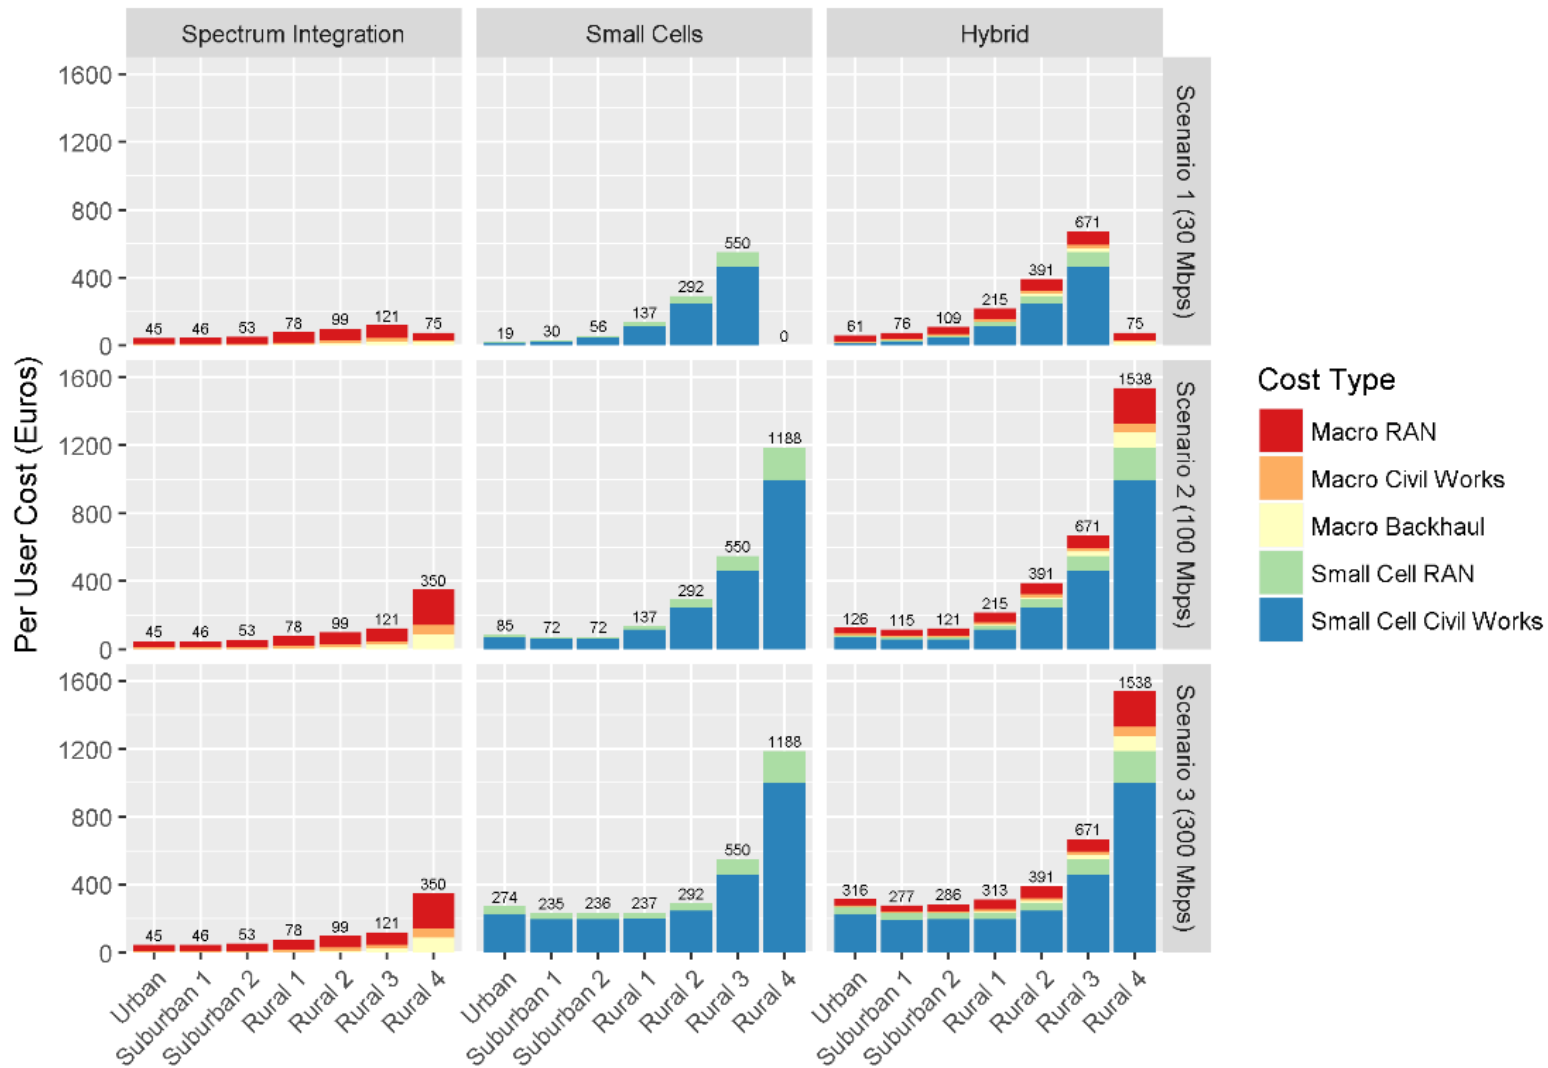 Spectrum Integration
Small Cells
Hybrid
Per User Cost (Euros)
1600
1200
800
400
0
45 46 53 78 99 121 75
19 30 56 137 292 550 0
61 76 109 215 391 671 75
Scenario 1 (30 Mbps)
1600
1200
800
400
0
45 46 53 78 99 121 350
85 72 72 137 292 550 1188
126 115 121 215 391 671 1538
Scenario 2 (100 Mbps)
1600
1200
800
400
0
45 46 53 78 99 121 350
274 235 236 237 292 550 1188
316 277 286 313 391 671 1538
Scenario 3 (300 Mbps)
Urban
Suburban 1
Suburban 2
Rural 1
Rural 2
Rural 3
Rural 4
Urban
Suburban 1
Suburban 2
Rural 1
Rural 2
Rural 3
Rural 4
Urban
Suburban 1
Suburban 2
Rural 1
Rural 2
Rural 3
Rural 4
Cost Type
Macro RAN
Macro Civil Works
Macro Backhaul
Small Cell RAN
Small Cell Civil Works